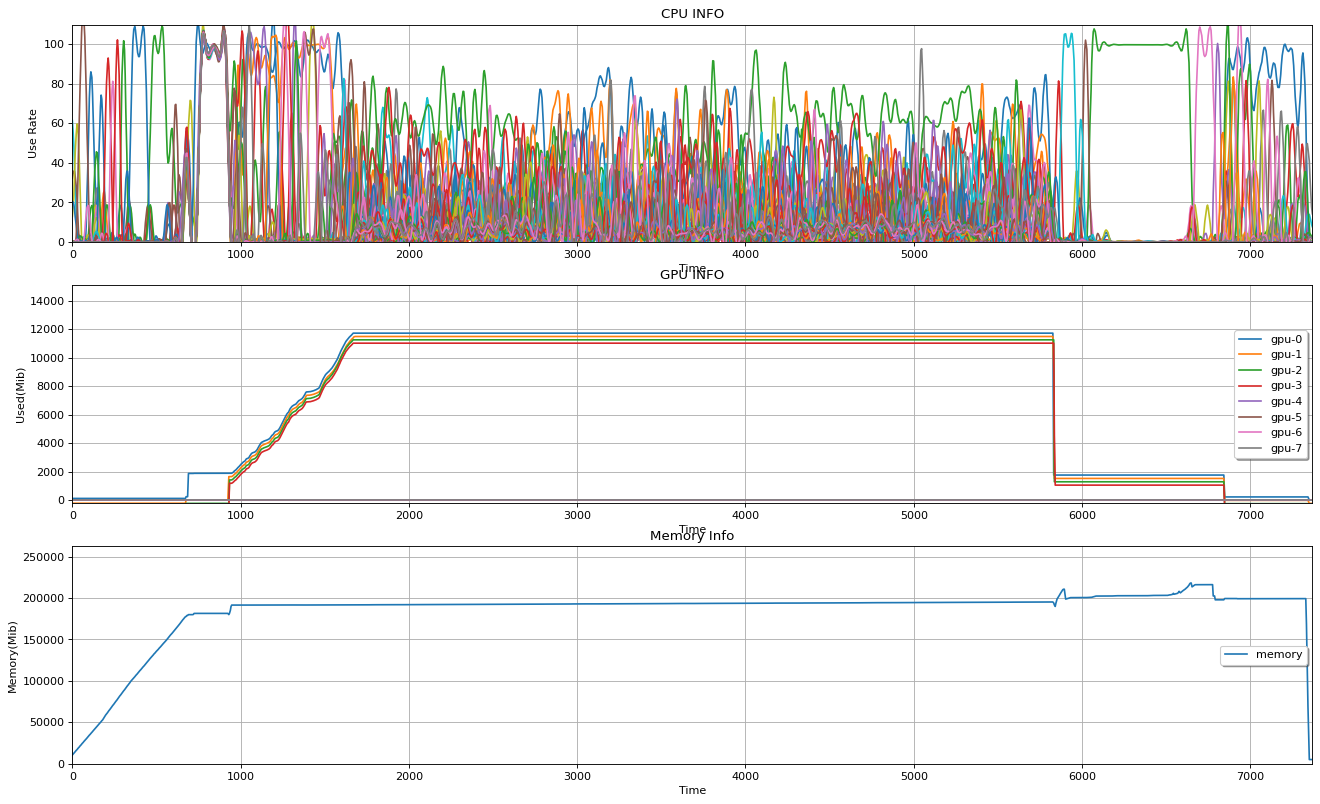 CPU INFO
100
80
60
40
20
0
Use Rate
0 1000 2000 3000 4000 5000 6000 7000
Time
GPU INFO
14000
12000
10000
8000
6000
4000
2000
0
Used(Mib)
gpu-0
gpu-1
gpu-2
gpu-3
gpu-4
gpu-5
gpu-6
gpu-7
0 1000 2000 3000 4000 5000 6000 7000
Time
Memory Info
250000
200000
150000
100000
50000
0
Memory(Mib)
memory
0 1000 2000 3000 4000 5000 6000 7000
Time